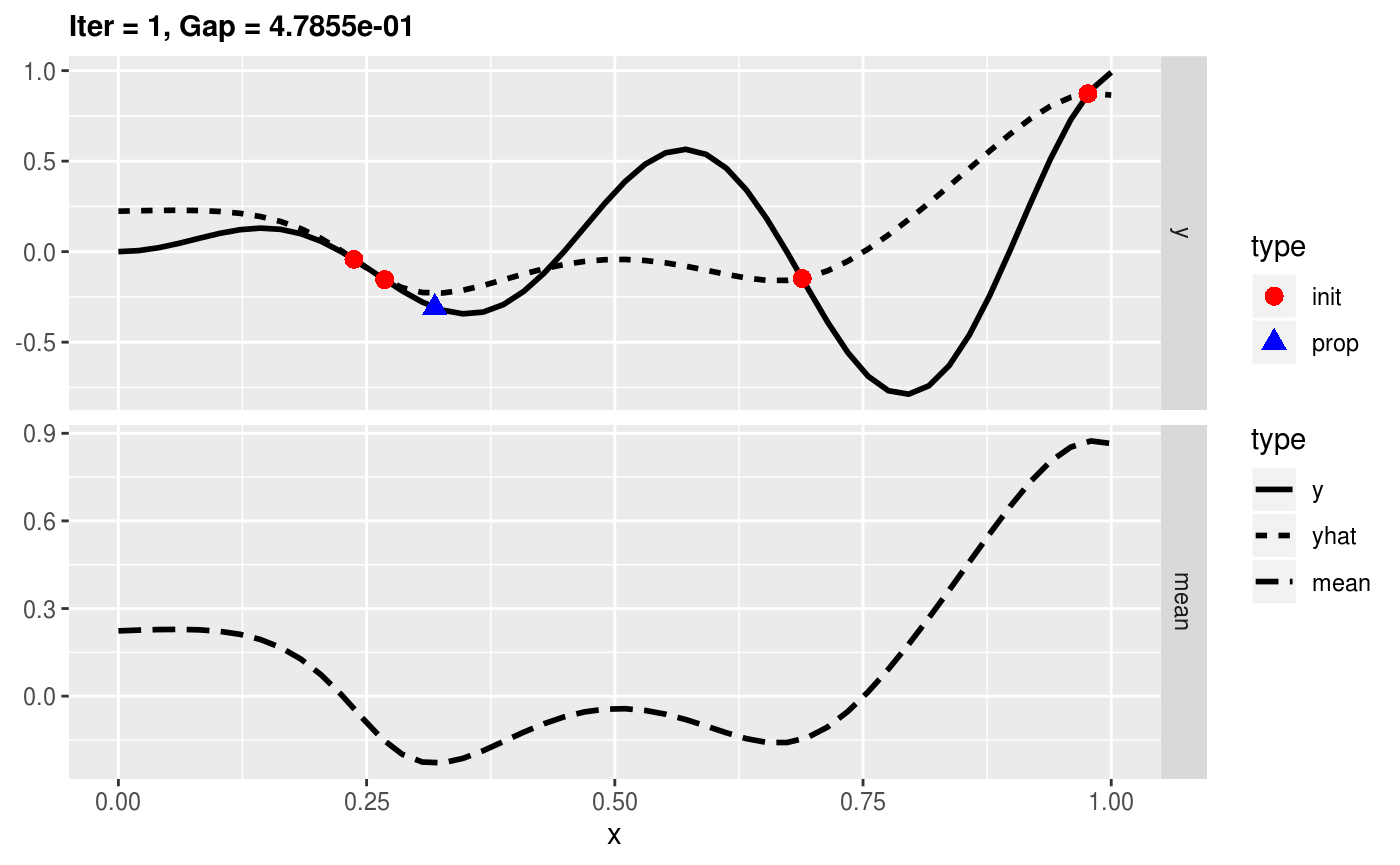 Iter = 1, Gap = 4.7855e-01
1.0
0.5
0.0
-0.5
y
0.9
0.6
0.3
0.0
mean
0.00
0.25
0.50
0.75
1.00
x
type
init
prop
type
y
yhat
mean